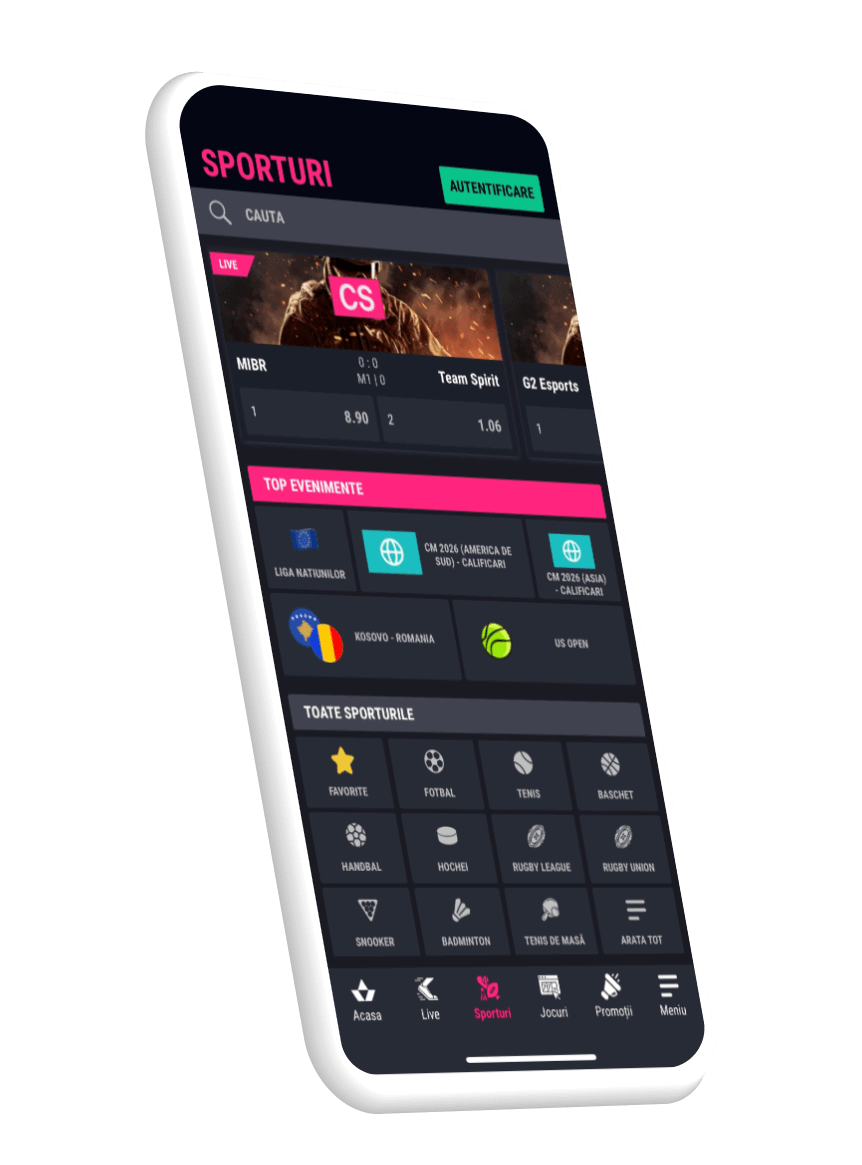 SPORTURI
AUTENTIFICARE
CAUTA
LIVE
CS
MIBR
0 : 0
M1 | 0
Team Spirit
G2 Esports
1
8.90
2
1.06
1
TOP EVENIMENTE
LIGA NATIUNILOR
CM 2026 (AMERICA DE
SUD) - CALIFICARI
CM 2026 (ASIA)
- CALIFICARI
KOSOVO - ROMANIA
US OPEN
TOATE SPORTURILE
FAVORITE
FOTBAL
TENIS
BASCHET
HANDBAL
HOCHEI
RUGBY LEAGUE
RUGBY UNION
SNOOKER
BADMINTON
TENIS DE MASĂ
ARATA TOT
Acasa
Live
Sporturi
Jocuri
Promoții
Meniu